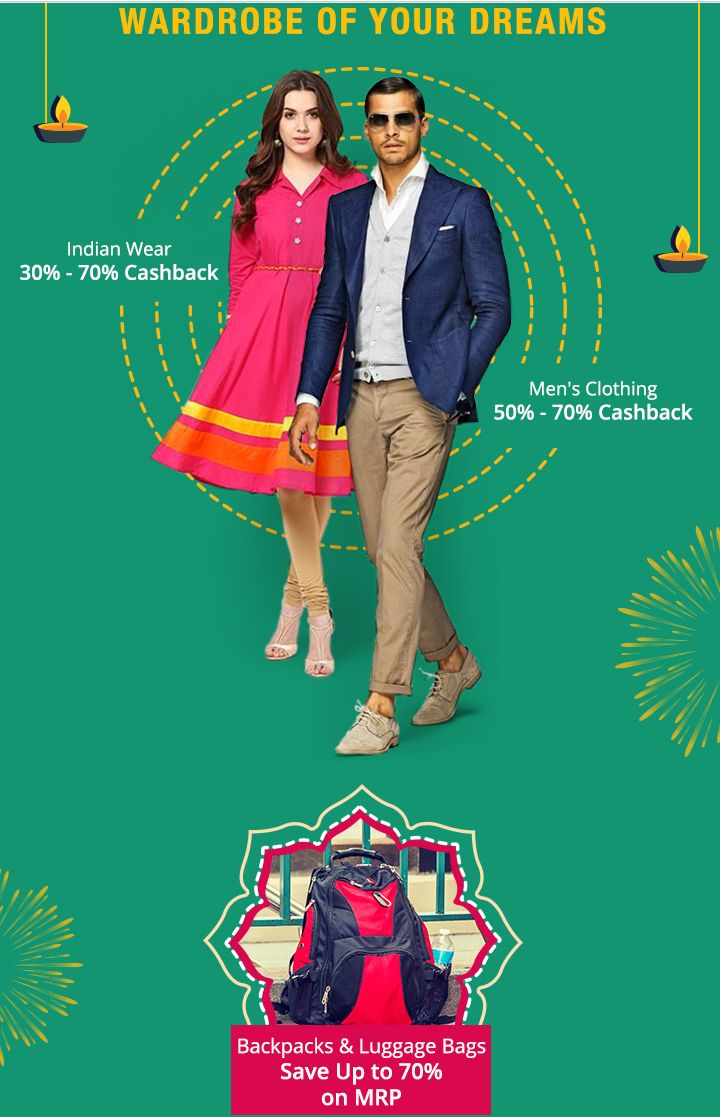 WARDROBE OF YOUR DREAMS
Indian Wear
30% - 70% Cashback
Men's Clothing
50% - 70% Cashback
Backpacks & Luggage Bags
Save Up to 70%
on MRP